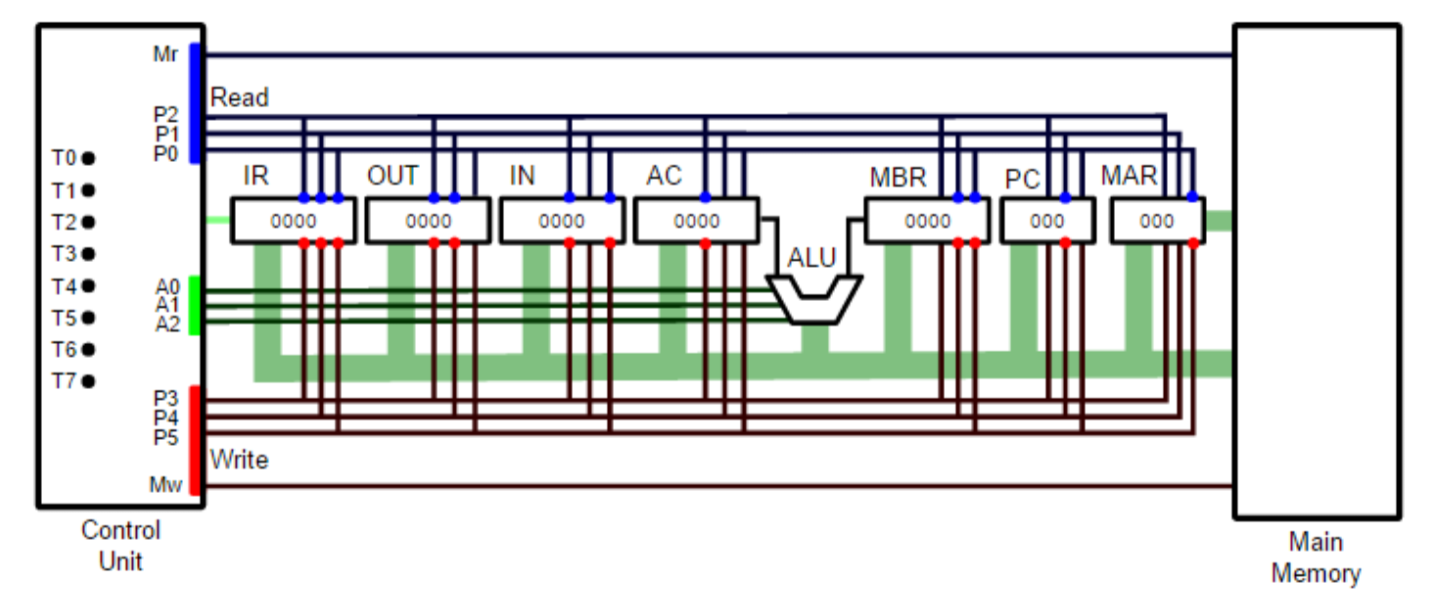 Mr
Read
P2
P1
P0
T0
T1
T2
T3
T4
T5
T6
T7
IR OUT IN AC MBR PC MAR
0000 0000 0000 0000 0000 000 000
ALU
A0
A1
A2
P3
P4
P5
Write
Mw
Control
Unit
Main
Memory